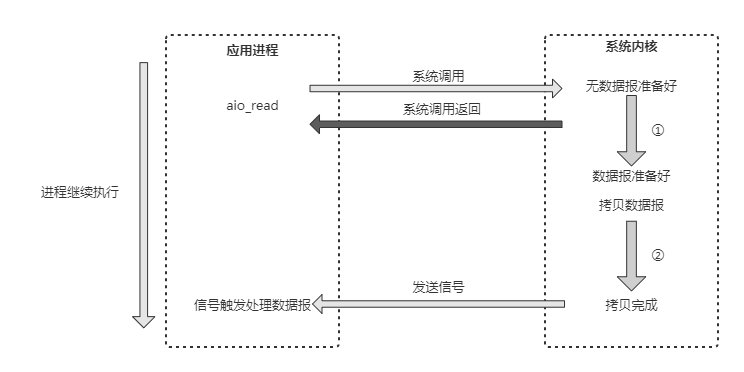 应用进程
系统内核
系统调用
无数据报准备好
aio_read
系统调用返回
①
数据报准备好
进程继续执行
拷贝数据报
②
发送信号
信号触发处理数据报
拷贝完成